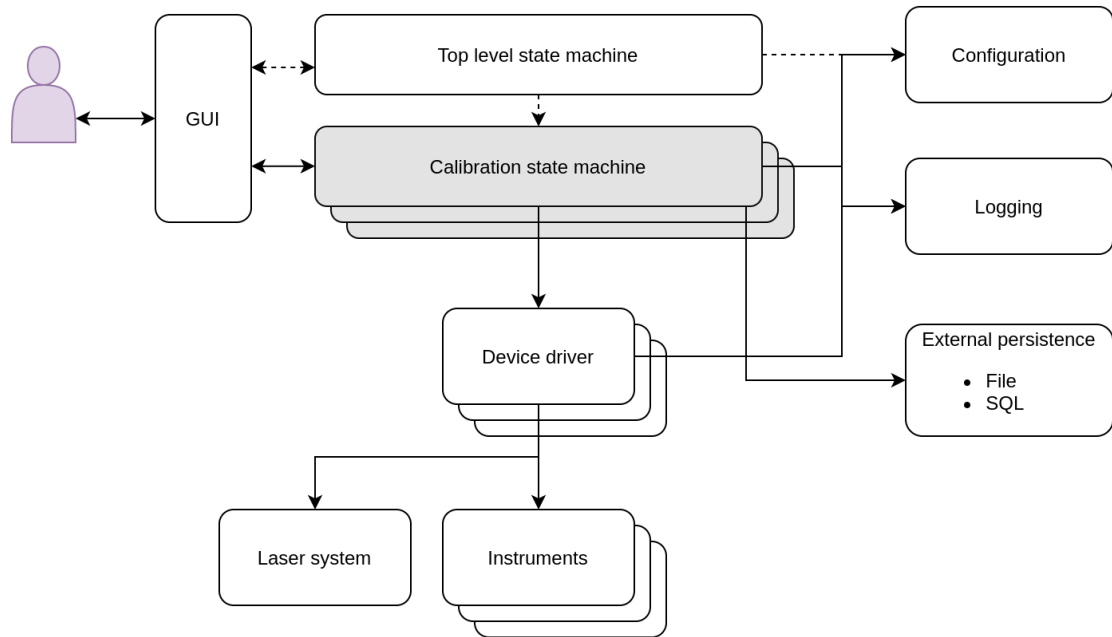 GUI
Top level state machine
Configuration
Calibration state machine
Logging
Device driver
External persistence
• File
• SQL
Laser system
Instruments